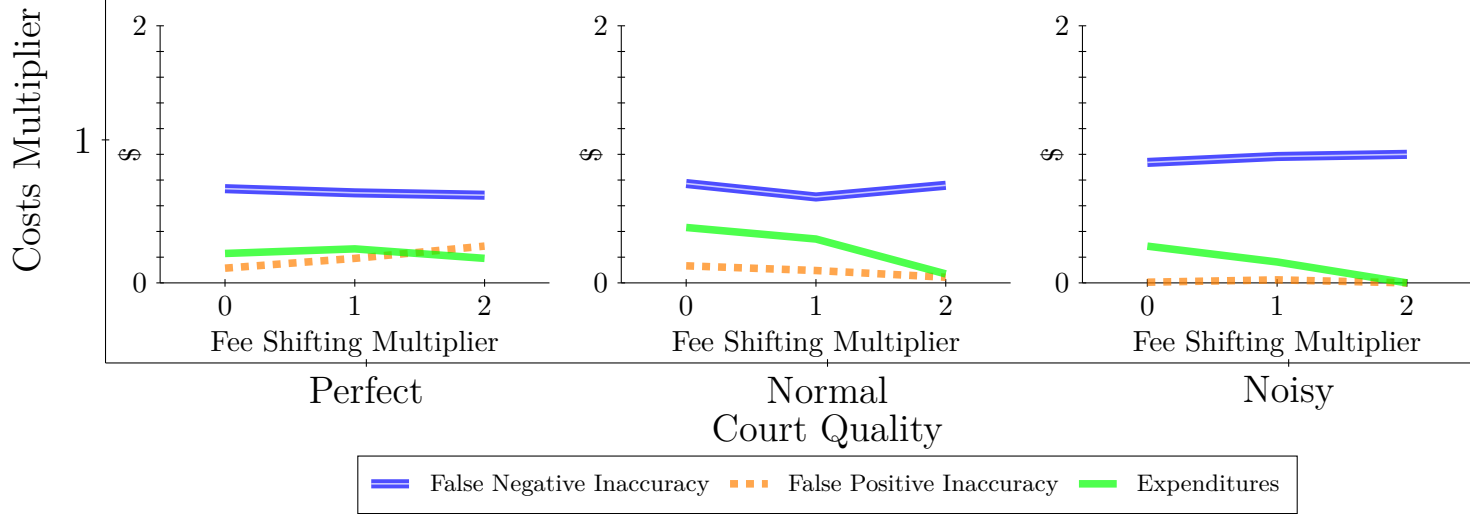 Costs Multiplier
1
2
$
0
0 1 2
Fee Shifting Multiplier
2
$
0
0 1 2
Fee Shifting Multiplier
2
$
0
0 1 2
Fee Shifting Multiplier
Perfect Normal Noisy
Court Quality
False Negative Inaccuracy False Positive Inaccuracy Expenditures